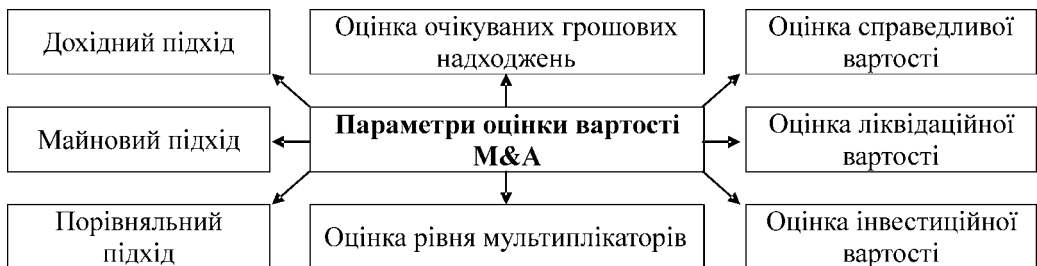 Дохідний підхід
Оцінка очікуваних грошових
надходжень
Оцінка справедливої
вартості
Майновий підхід
Параметри оцінки вартості
M&A
Оцінка ліквідаційної
вартості
Порівняльний
підхід
Оцінка рівня мультиплікаторів
Оцінка інвестиційної
вартості